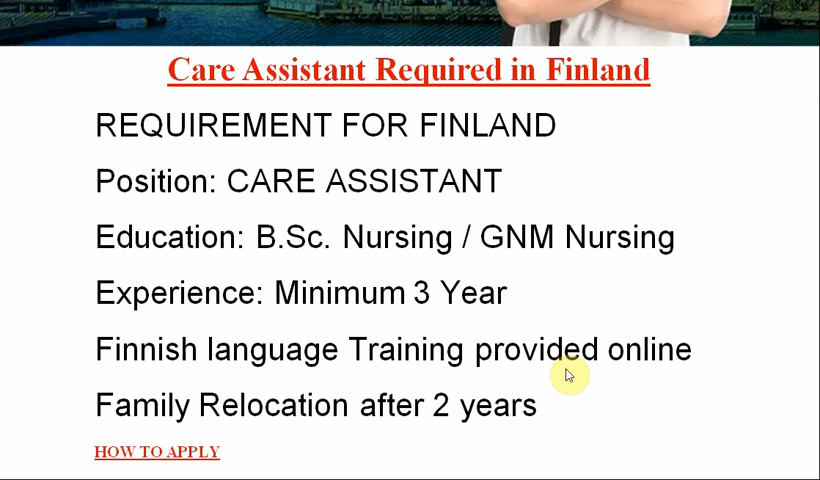 Care Assistant Required in Finland
REQUIREMENT FOR FINLAND
Position: CARE ASSISTANT
Education: B.Sc. Nursing / GNM Nursing
Experience: Minimum 3 Year
Finnish language Training provided online
Family Relocation after 2 years
HOW TO APPLY